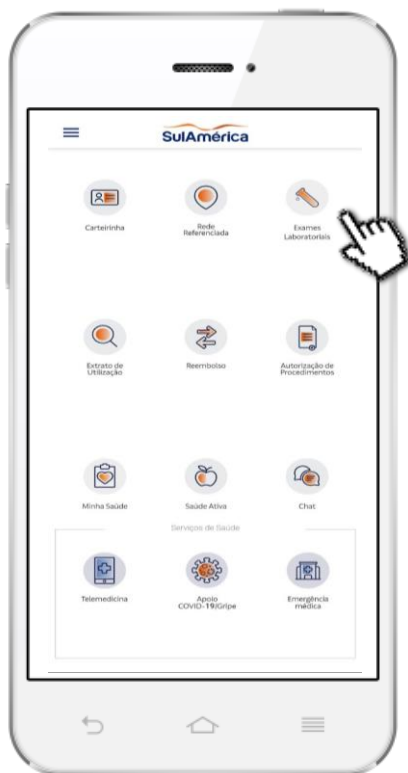 SulAmérica
Carteirinha
Rede
Referenciada
Exames
Laboratoriais
Extrato de
Utilização
Reembolso
Autorização de
Procedimentos
Minha Saúde
Saúde Ativa
Chat
Serviços de Saúde
Telemedicina
Apoio
COVID-19/Gripe
Emergência
médica